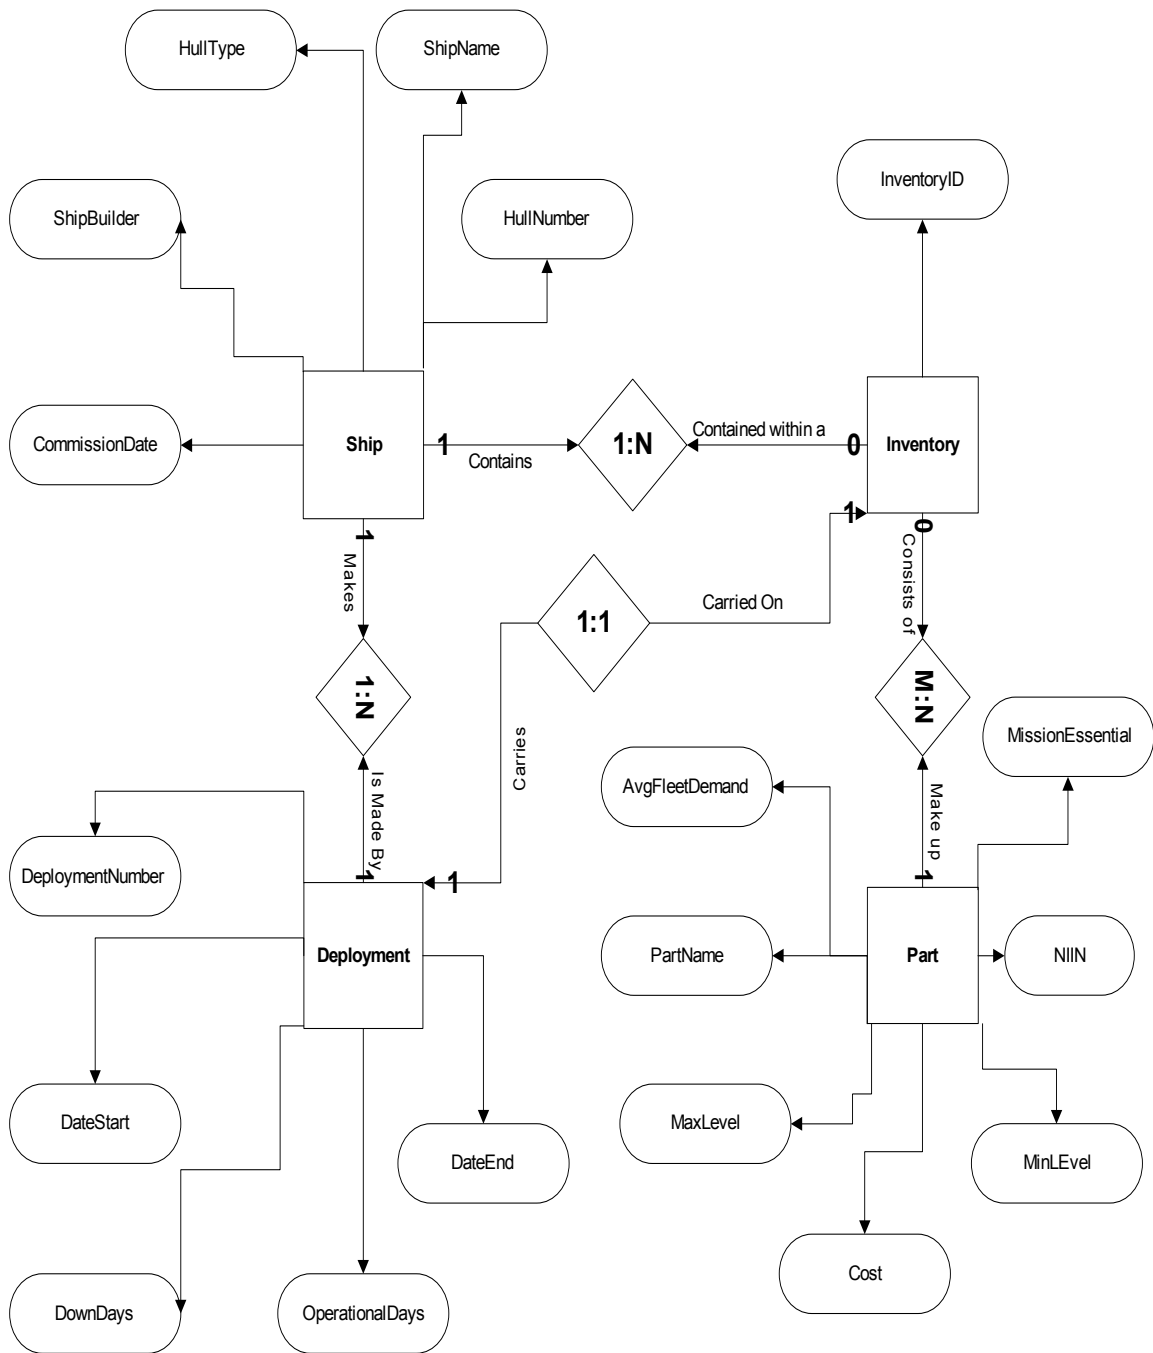 HullType
ShipName
InventoryID
ShipBuilder
HullNumber
CommissionDate
Ship
1
Contains
1:N
Contained within a
0
Inventory
1
Makes
1:1
Carried On
1
0
Consists of
1:N
M:N
MissionEssential
Carries
Is Made By
AvgFleetDemand
Make up
DeploymentNumber
1
1
1
Deployment
PartName
Part
NIIN
DateStart
MaxLevel
DateEnd
MinLEvel
Cost
DownDays
OperationalDays